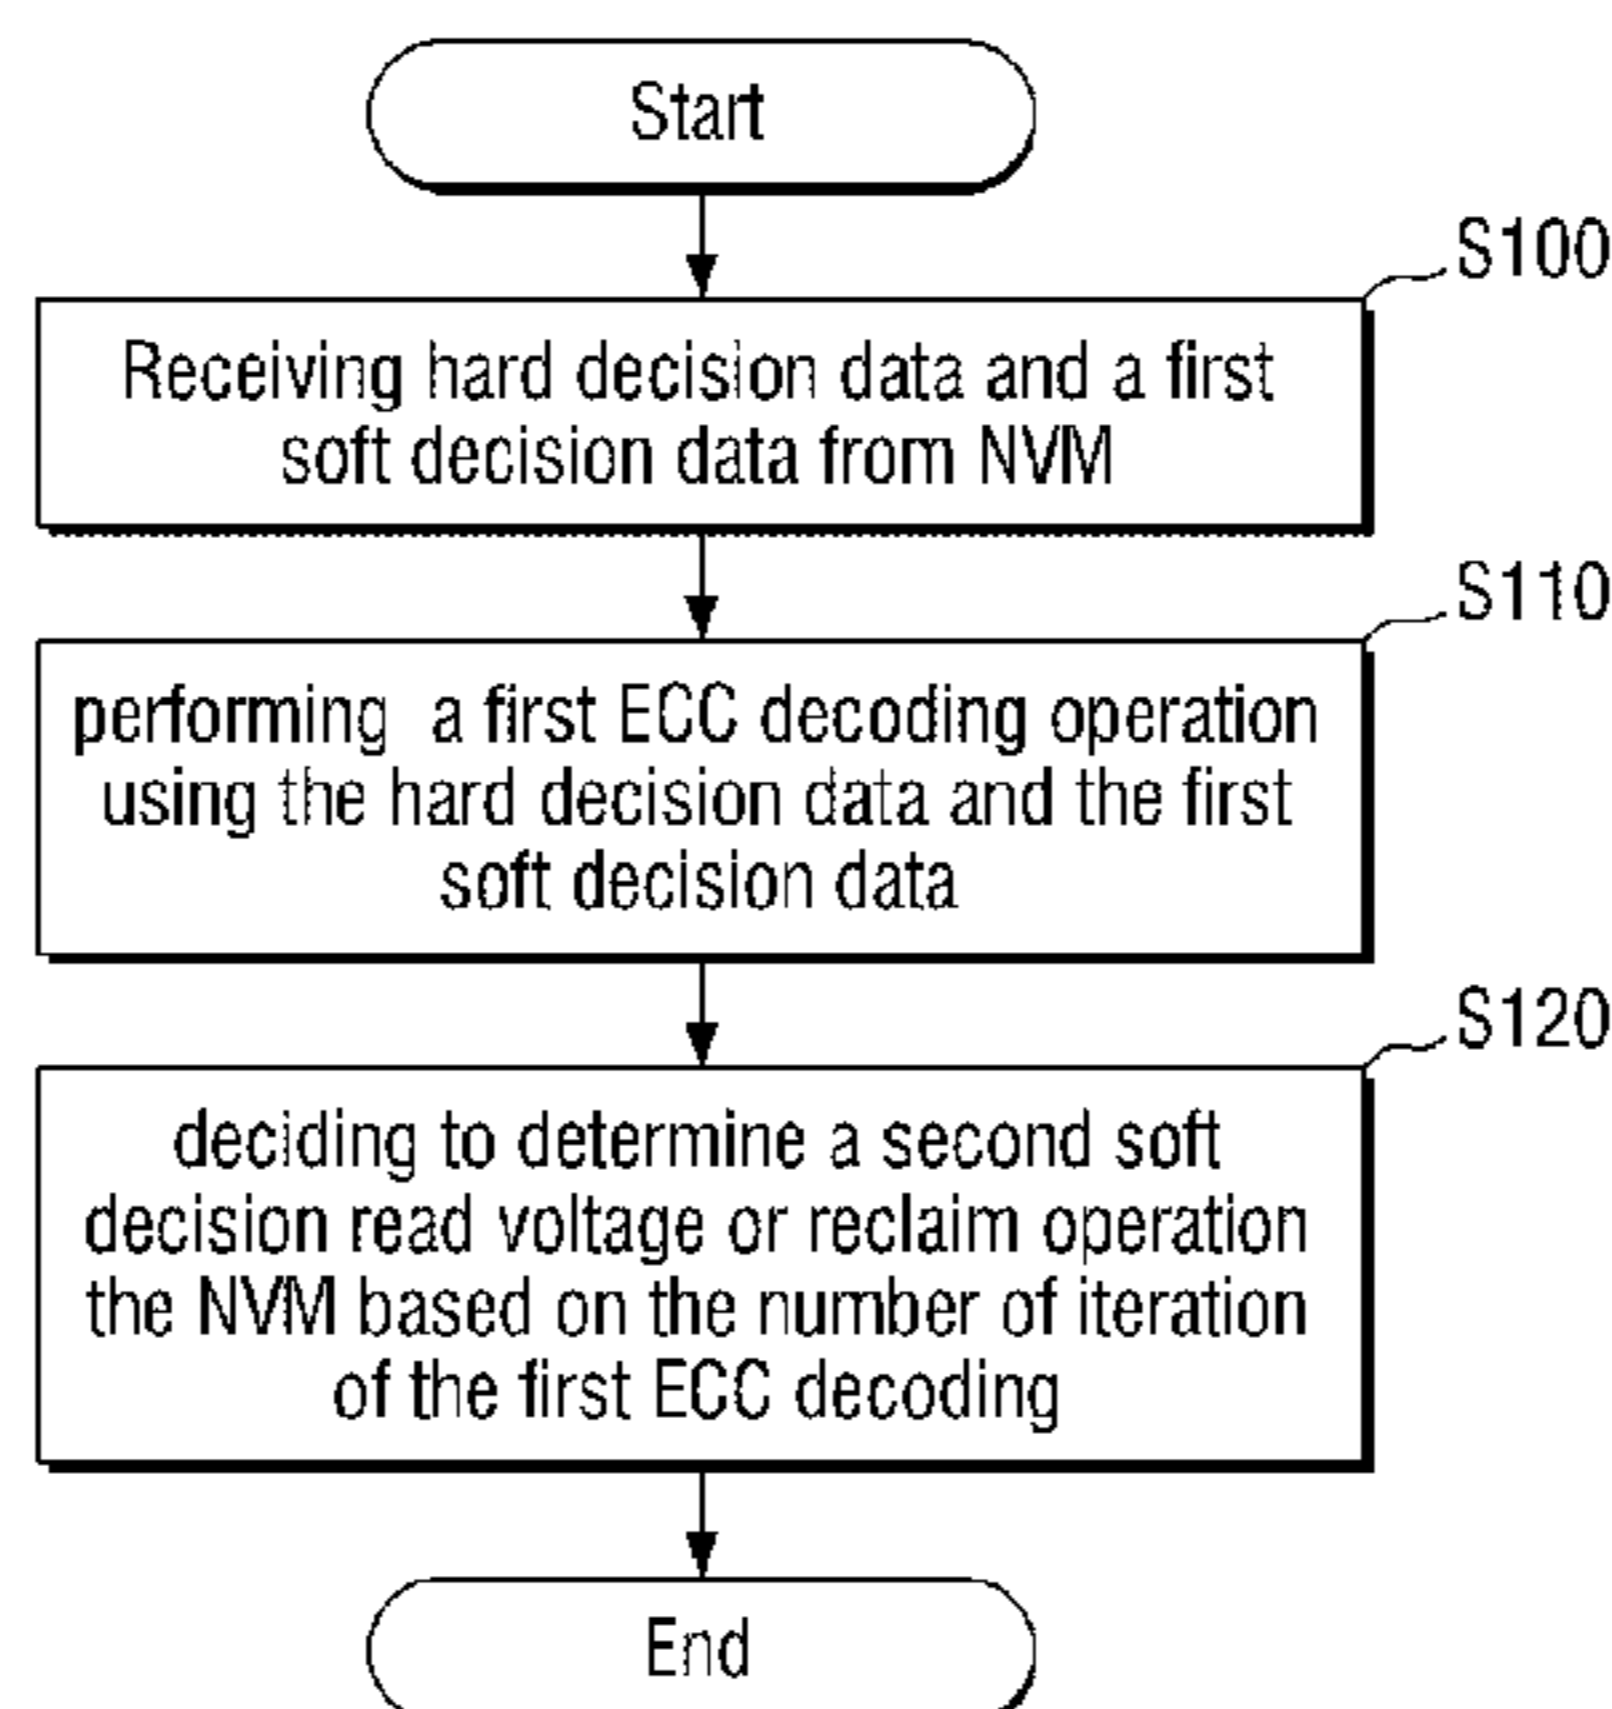 Start
S100
Receiving hard decision data and a first
soft decision data from NVM
S110
performing a first ECC decoding operation
using the hard decision data and the first
soft decision data
S120
deciding to determine a second soft
decision read voltage or reclaim operation
the NVM based on the number of iteration
of the first ECC decoding
End